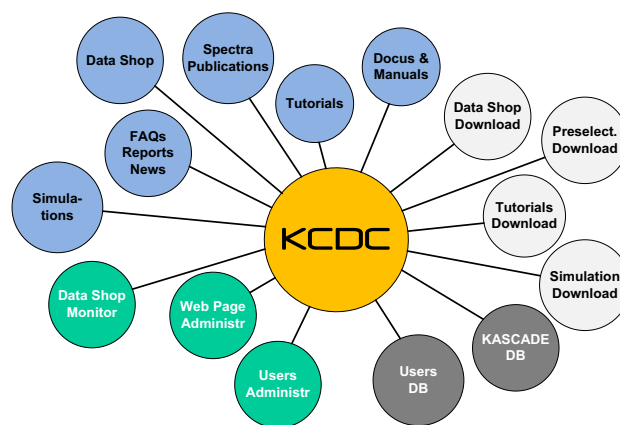 Data Shop
Spectra
Publications
Tutorials
Docus &
Manuals
Data Shop
Download
Preselect.
Download
FAQs
Reports
News
Simula-
tions
KCDC
Tutorials
Download
Simulation
Download
Data Shop
Monitor
Web Page
Administr
Users
Administr
Users
DB
KASCADE
DB